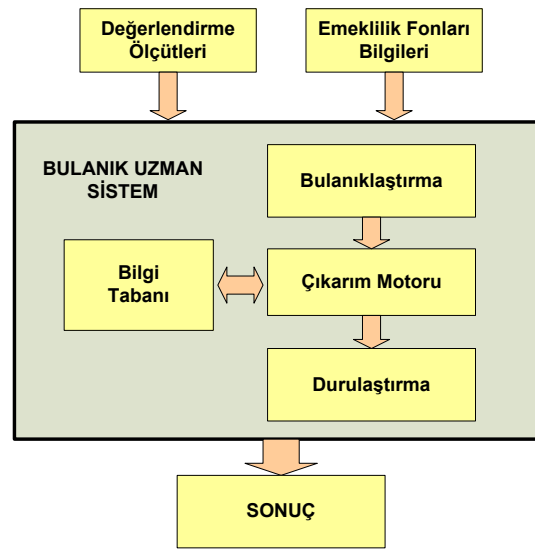 Değerlendirme
Ölçütleri
Emeklilik Fonları
Bilgileri
BULANIK UZMAN
SİSTEM
Bulanıklaştırma
Bilgi
Tabanı
Çıkarım Motoru
Durulaştırma
SONUÇ